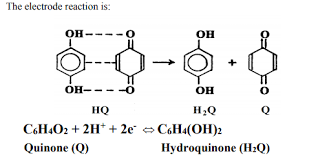 The electrode reaction is:
OH----O OH O
+
OH----O OH O
HQ H₂Q Q
C₆H₄O₂ + 2H⁺ + 2e⁻ ⇔ C₆H₄(OH)₂
Quinone (Q) Hydroquinone (H₂Q)